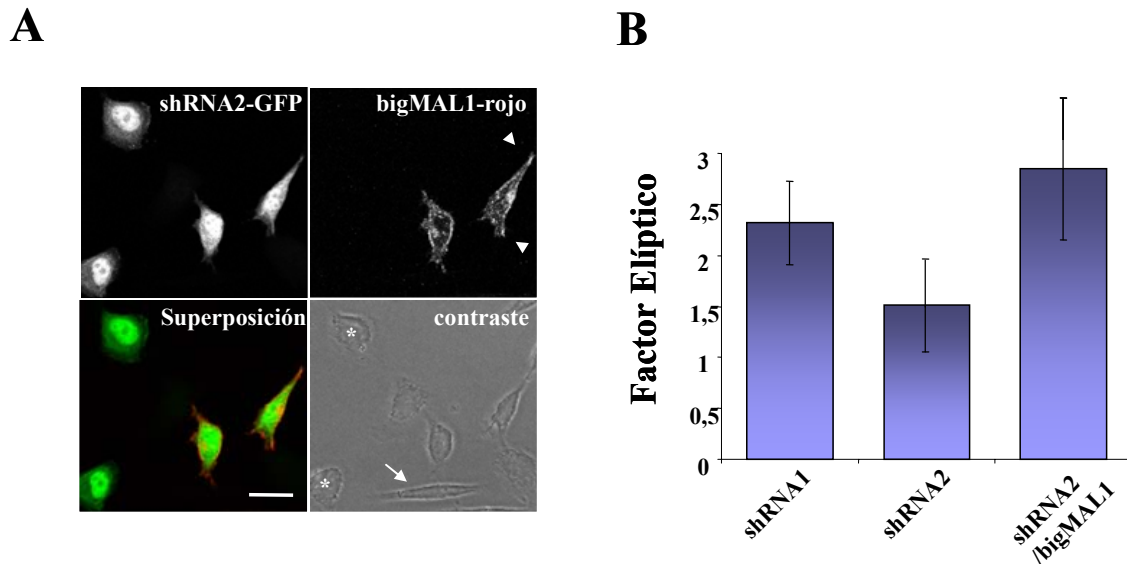 A
B
shRNA2-GFP
bigMAL1-rojo
Superposición
contraste
*
*
Factor Elíptico
3
2,5
2
1,5
1
0,5
0
shRNA1
shRNA2
shRNA2
/bigMAL1